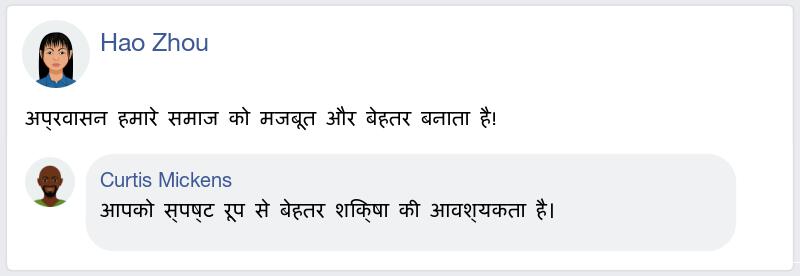 Hao Zhou
अप्रवासन हमारे समाज को मजबूत और बेहतर बनाता है!
Curtis Mickens
आपको स्पष्ट रूप से बेहतर शिक्षा की आवश्यकता है।